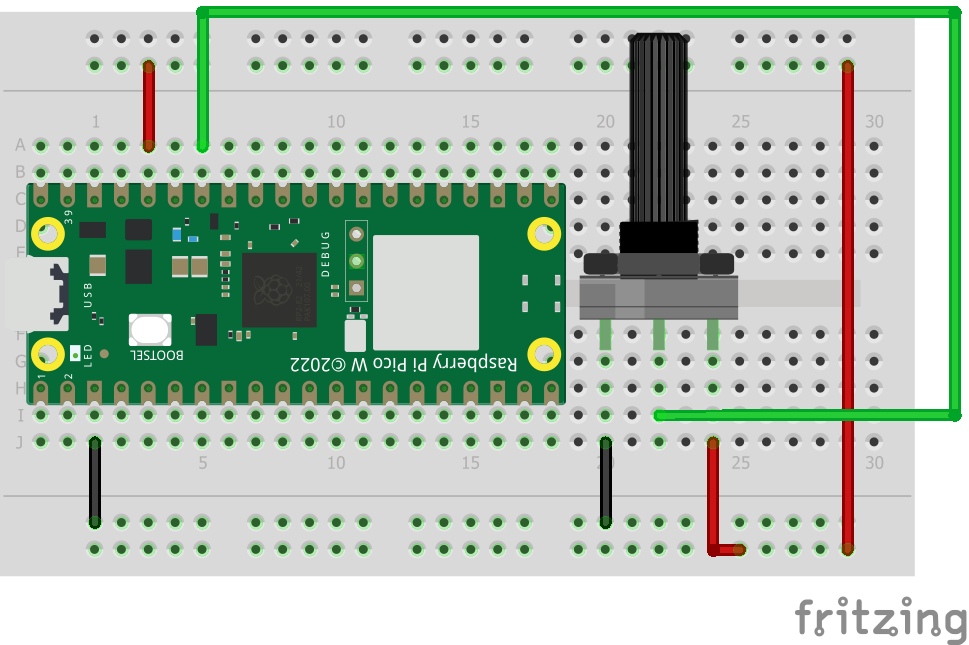 1 10 15 20 25 30
A
B
C
D
E
F
G
H
I
J
39
DEBUG
USB
LED
BOOTSEL
Raspberry Pi Pico W ©2022
1 2
5 10 15 20 25 30
fritzing